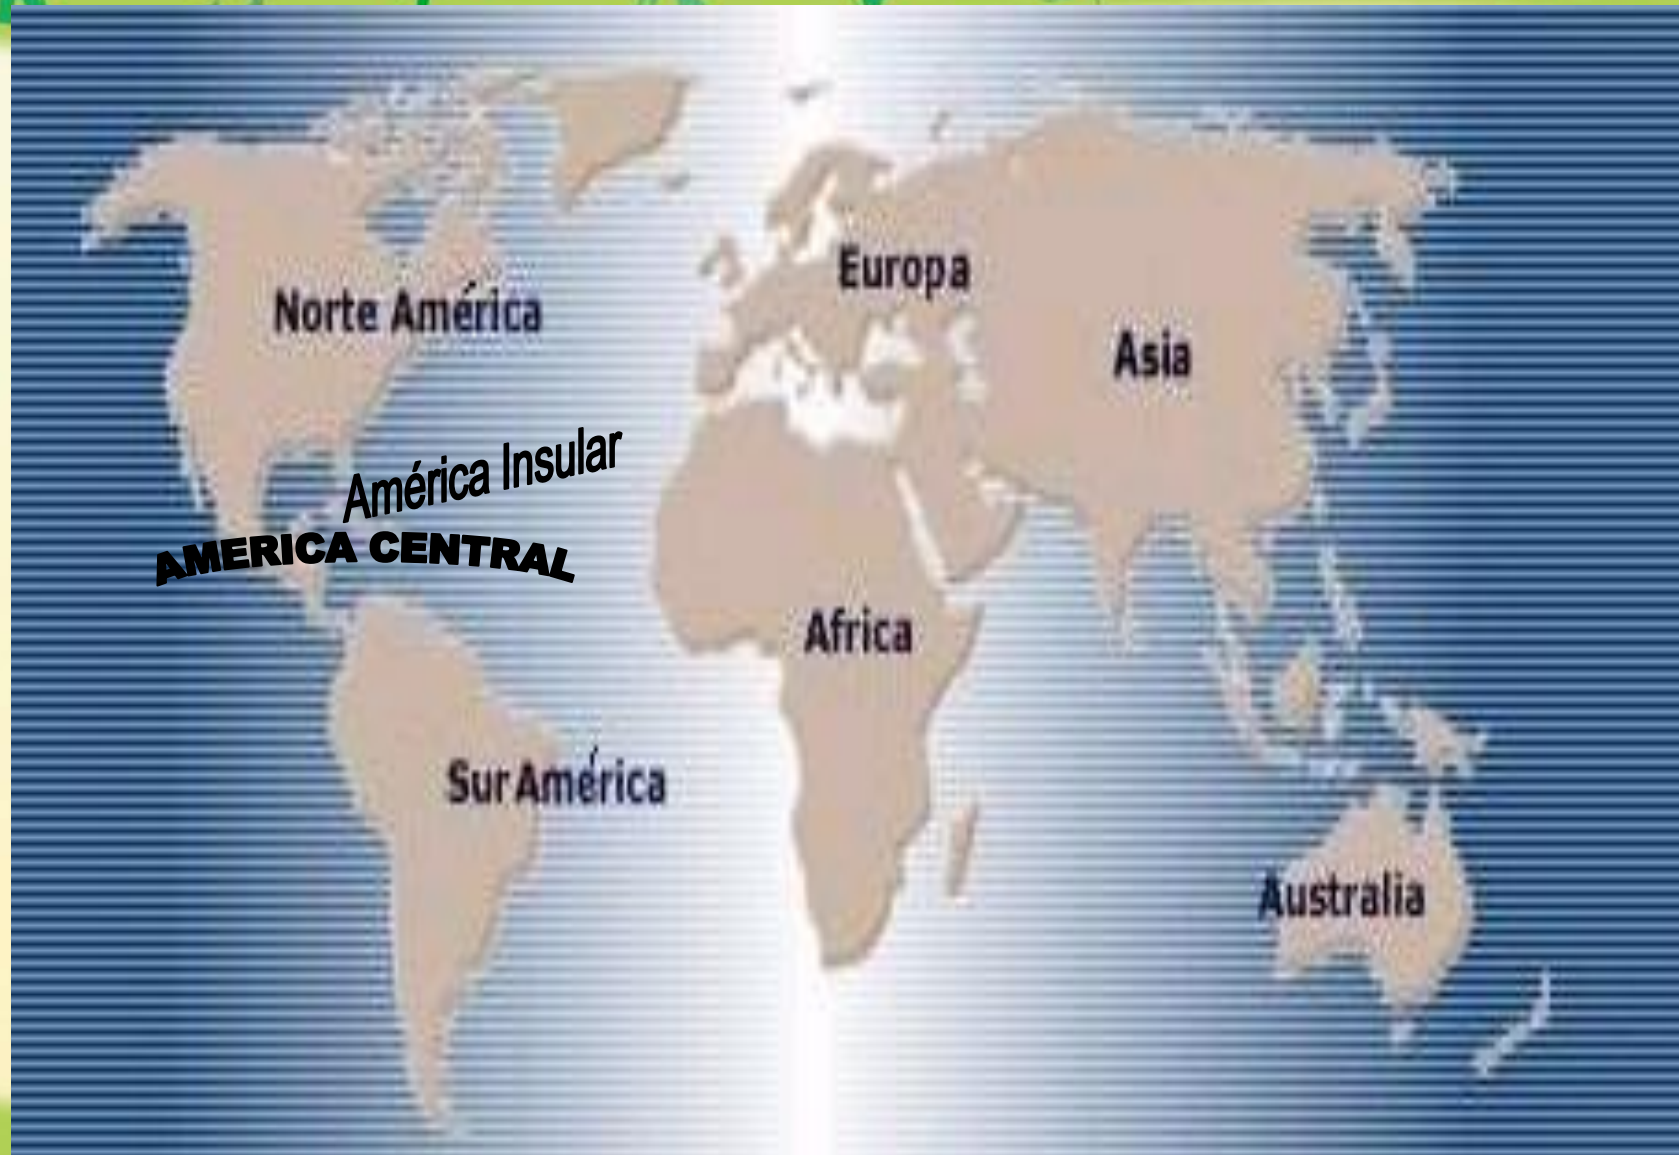 Europa
Norte América
Asia
América Insular
AMERICA CENTRAL
Africa
Sur América
Australia